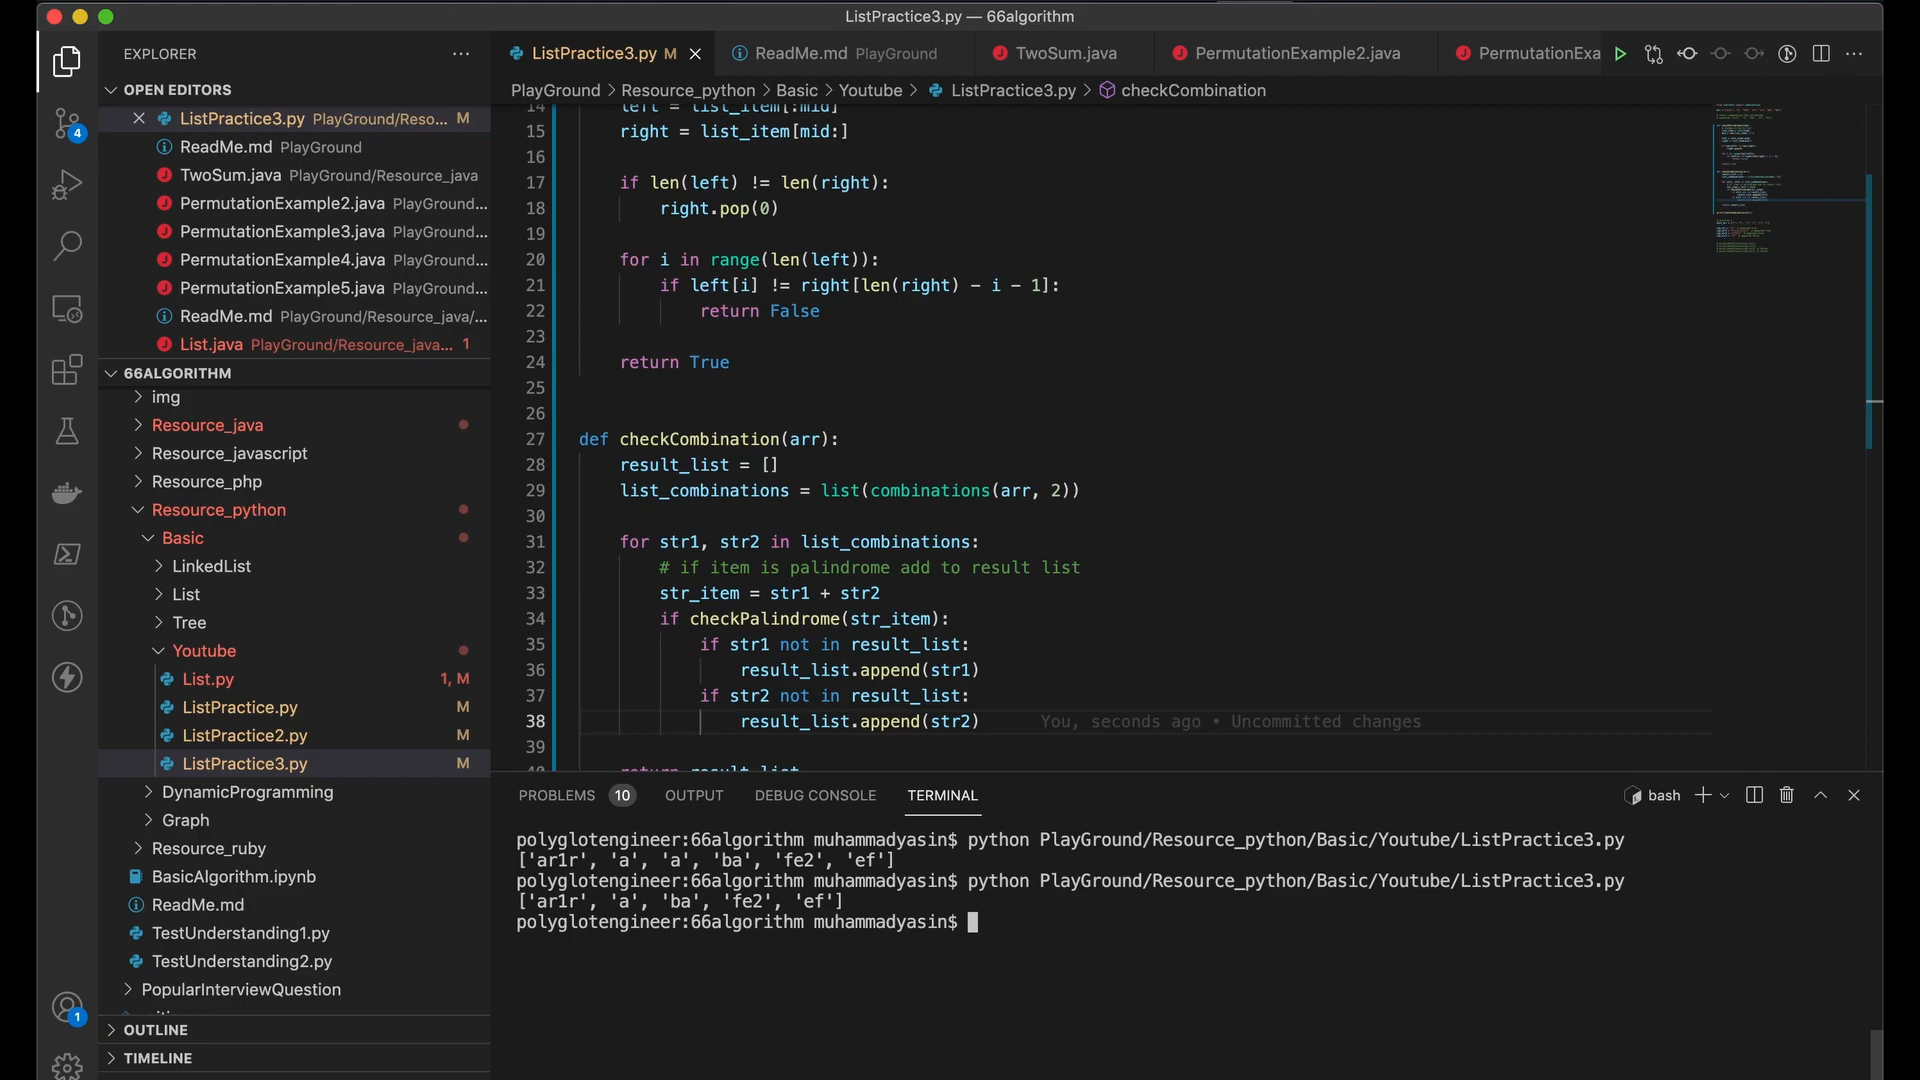 ListPractice3.py — 66algorithm
EXPLORER
OPEN EDITORS
ListPractice3.py PlayGround/Reso... M
ReadMe.md PlayGround
TwoSum.java PlayGround/Resource_java
PermutationExample2.java PlayGround...
PermutationExample3.java PlayGround...
PermutationExample4.java PlayGround...
PermutationExample5.java PlayGround...
ReadMe.md PlayGround/Resource_java/...
List.java PlayGround/Resource_java... 1
66ALGORITHM
img
Resource_java
Resource_javascript
Resource_php
Resource_python
Basic
LinkedList
List
Tree
Youtube
List.py 1, M
ListPractice.py M
ListPractice2.py M
ListPractice3.py M
DynamicProgramming
Graph
Resource_ruby
BasicAlgorithm.ipynb
ReadMe.md
TestUnderstanding1.py
TestUnderstanding2.py
PopularInterviewQuestion
OUTLINE
TIMELINE
4
1
ListPractice3.py M
ReadMe.md PlayGround
TwoSum.java
PermutationExample2.java
PermutationExa
PlayGround > Resource_python > Basic > Youtube > ListPractice3.py > checkCombination
14 left = list_item[:mid]
15 right = list_item[mid:]
16
17 if len(left) != len(right):
18 right.pop(0)
19
20 for i in range(len(left)):
21 if left[i] != right[len(right) - i - 1]:
22 return False
23
24 return True
25
26
27 def checkCombination(arr):
28 result_list = []
29 list_combinations = list(combinations(arr, 2))
30
31 for str1, str2 in list_combinations:
32 # if item is palindrome add to result list
33 str_item = str1 + str2
34 if checkPalindrome(str_item):
35 if str1 not in result_list:
36 result_list.append(str1)
37 if str2 not in result_list:
38 result_list.append(str2) You, seconds ago • Uncommitted changes
39
40 return result_list
PROBLEMS 10 OUTPUT DEBUG CONSOLE TERMINAL
bash
polyglotengineer:66algorithm muhammadyasin$ python PlayGround/Resource_python/Basic/Youtube/ListPractice3.py
['ar1r', 'a', 'a', 'ba', 'fe2', 'ef']
polyglotengineer:66algorithm muhammadyasin$ python PlayGround/Resource_python/Basic/Youtube/ListPractice3.py
['ar1r', 'a', 'ba', 'fe2', 'ef']
polyglotengineer:66algorithm muhammadyasin$